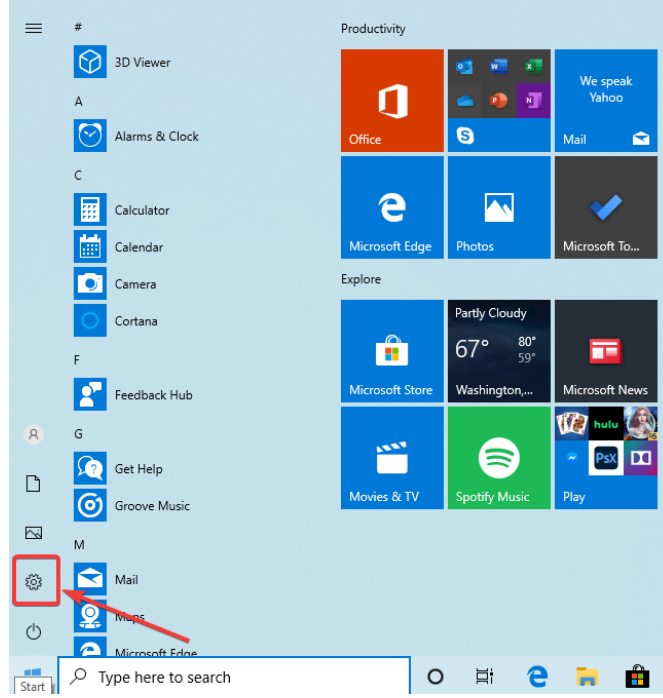 #
3D Viewer
A
Alarms & Clock
C
Calculator
Calendar
Camera
Cortana
F
Feedback Hub
G
Get Help
Groove Music
M
Mail
Maps
Microsoft Edge
Productivity
Office
We speak
Yahoo
Mail
Microsoft Edge
Photos
Microsoft To...
Explore
Microsoft Store
Partly Cloudy
67° 80°
59°
Washington,...
Microsoft News
Movies & TV
Spotify Music
hulu
PSX
Play
Start
Type here to search